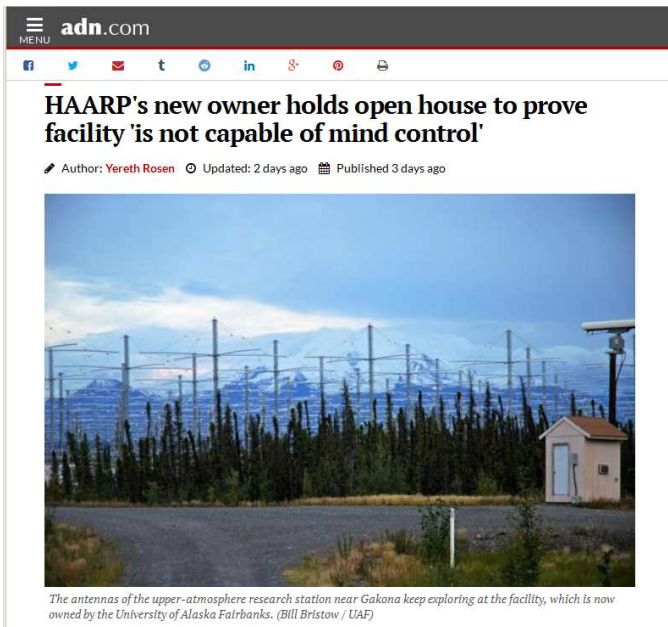 adn.com
MENU
HAARP's new owner holds open house to prove
facility 'is not capable of mind control'
Author: Yereth Rosen Updated: 2 days ago Published 3 days ago
The antennas of the upper-atmosphere research station near Gakona keep exploring at the facility, which is now
owned by the University of Alaska Fairbanks. (Bill Bristow / UAF)